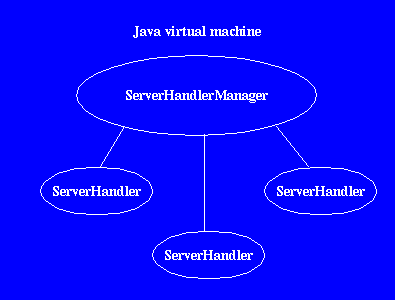 Java virtual machine
ServerHandlerManager
ServerHandler
ServerHandler
ServerHandler